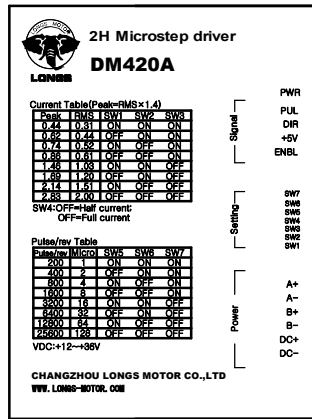 LONGS MOTOR
LONGS
2H Microstep driver
DM420A
Current Table(Peak=RMS×1.4)
Peak RMS SW1 SW2 SW3
0.44 0.31 ON ON ON
0.62 0.44 OFF ON ON
0.74 0.52 ON OFF ON
0.86 0.61 OFF OFF ON
1.46 1.03 ON ON OFF
1.69 1.20 OFF ON OFF
2.14 1.51 ON OFF OFF
2.83 2.00 OFF OFF OFF
SW4:OFF=Half current;
OFF=Full current
Pulse/rev Table
Pulse/rev Micro SW5 SW6 SW7
200 1 ON ON ON
400 2 OFF ON ON
800 4 ON OFF ON
1600 8 OFF OFF ON
3200 16 ON ON OFF
6400 32 OFF ON OFF
12800 64 ON OFF OFF
25600 128 OFF OFF OFF
VDC:+12~+36V
CHANGZHOU LONGS MOTOR CO.,LTD
WWW.LONGS-MOTOR.COM
PWR
Signal
PUL
DIR
+5V
ENBL
Setting
SW7
SW6
SW5
SW4
SW3
SW2
SW1
Power
A+
A-
B+
B-
DC+
DC-